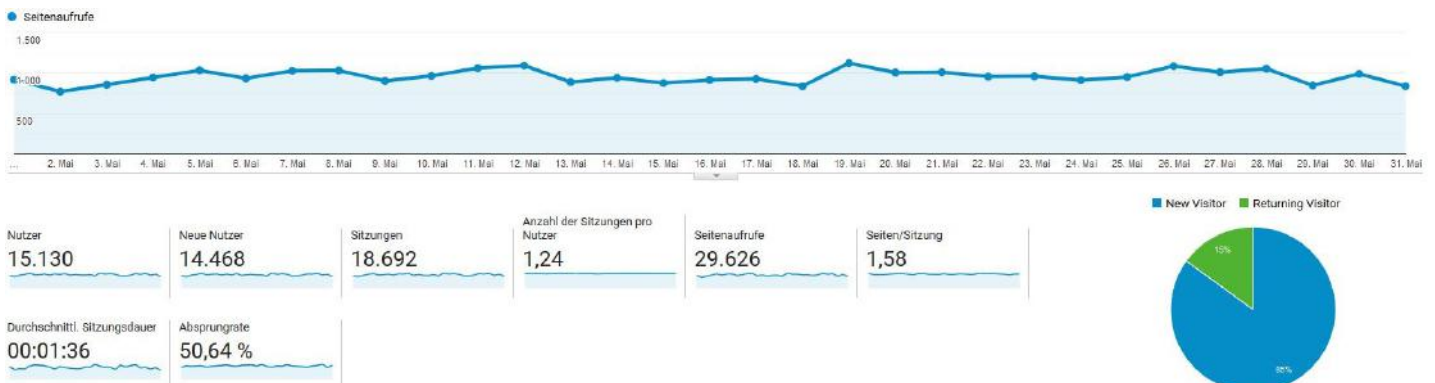 Seitenaufrufe
1.500
1.000
500
... 2. Mai 3. Mai 4. Mai 5. Mai 6. Mai 7. Mai 8. Mai 9. Mai 10. Mai 11. Mai 12. Mai 13. Mai 14. Mai 15. Mai 16. Mai 17. Mai 18. Mai 19. Mai 20. Mai 21. Mai 22. Mai 23. Mai 24. Mai 25. Mai 26. Mai 27. Mai 28. Mai 29. Mai 30. Mai 31. Mai
New Visitor Returning Visitor
Nutzer
15.130
Neue Nutzer
14.468
Sitzungen
18.692
Anzahl der Sitzungen pro
Nutzer
1,24
Seitenaufrufe
29.626
Seiten/Sitzung
1,58
15%
85%
Durchschnittl. Sitzungsdauer
00:01:36
Absprungrate
50,64 %